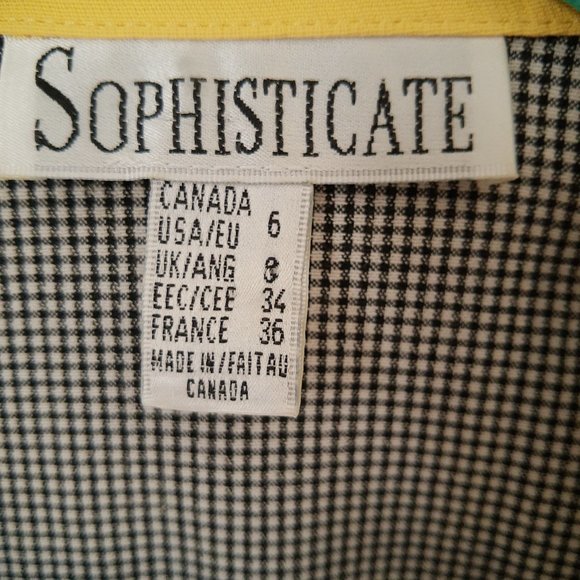 SOPHISTICATE
CANADA
USA/EU 6
UK/ANG 8
EEC/CEE 34
FRANCE 36
MADE IN/FAIT AU
CANADA